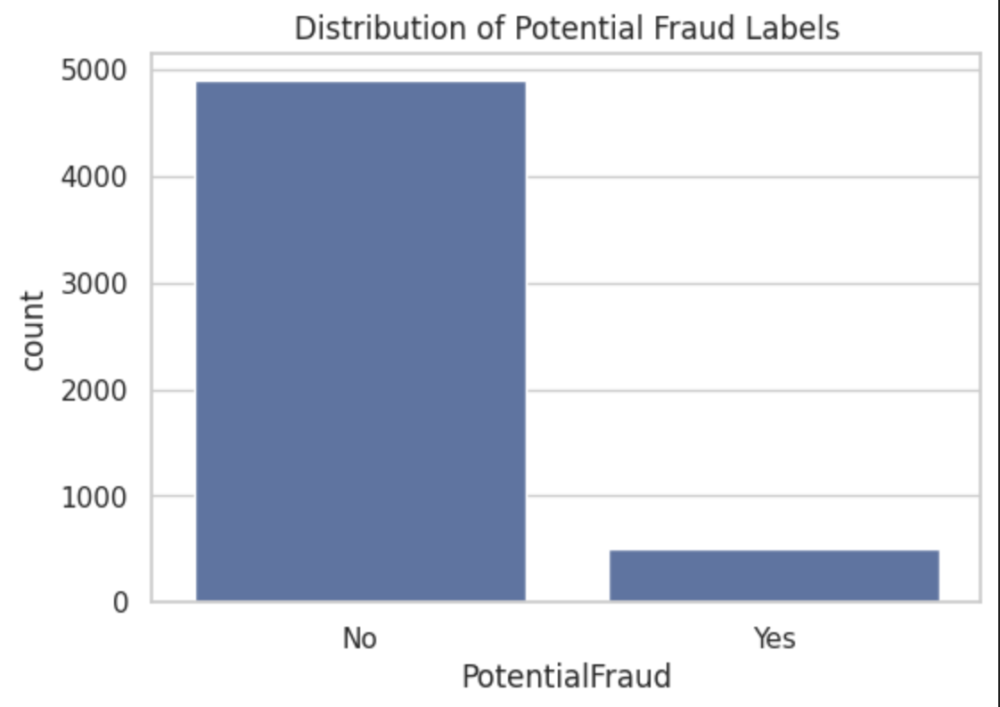 Distribution of Potential Fraud Labels
5000
4000
3000
2000
1000
0
count
No Yes
PotentialFraud